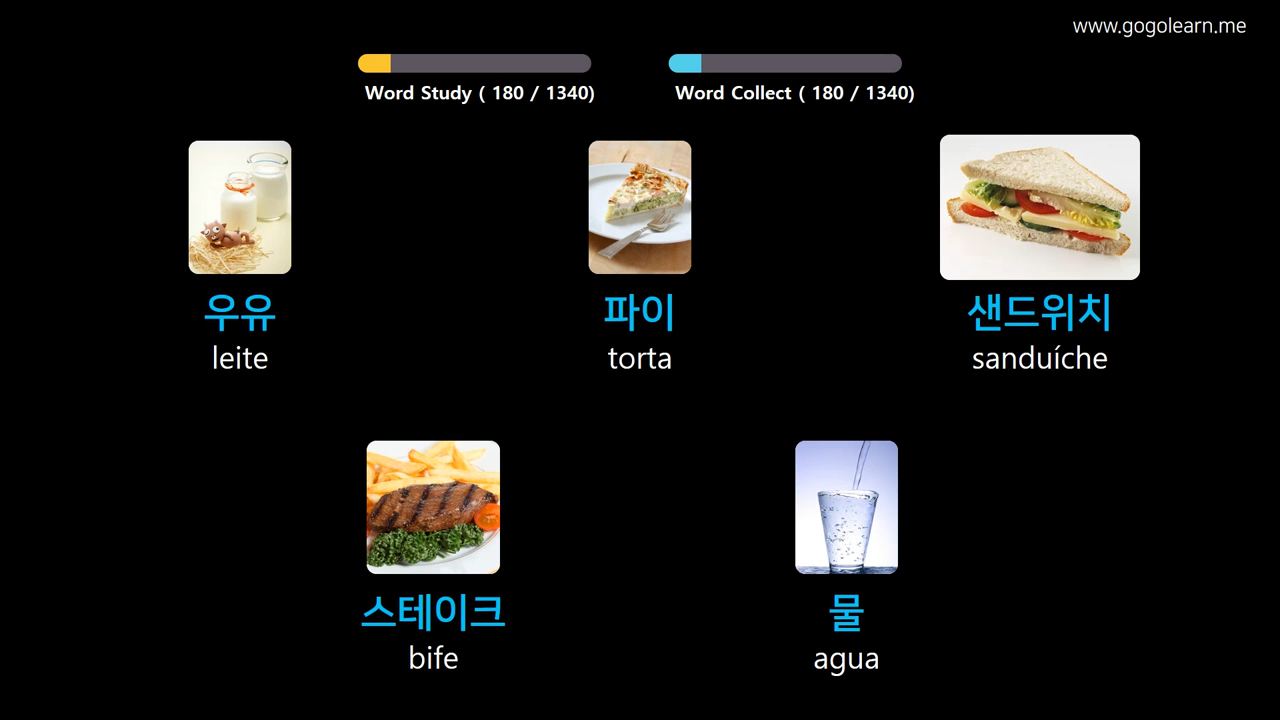 www.gogolearn.me
Word Study ( 180 / 1340)
Word Collect ( 180 / 1340)
우유
leite
파이
torta
샌드위치
sanduíche
스테이크
bife
물
agua